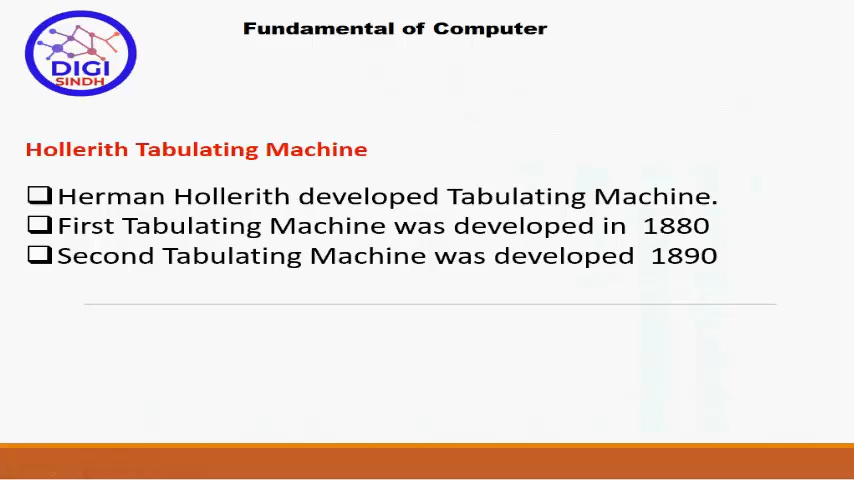 Fundamental of Computer
DIGI
SINDH
Hollerith Tabulating Machine
❑Herman Hollerith developed Tabulating Machine.
❑First Tabulating Machine was developed in 1880
❑Second Tabulating Machine was developed 1890